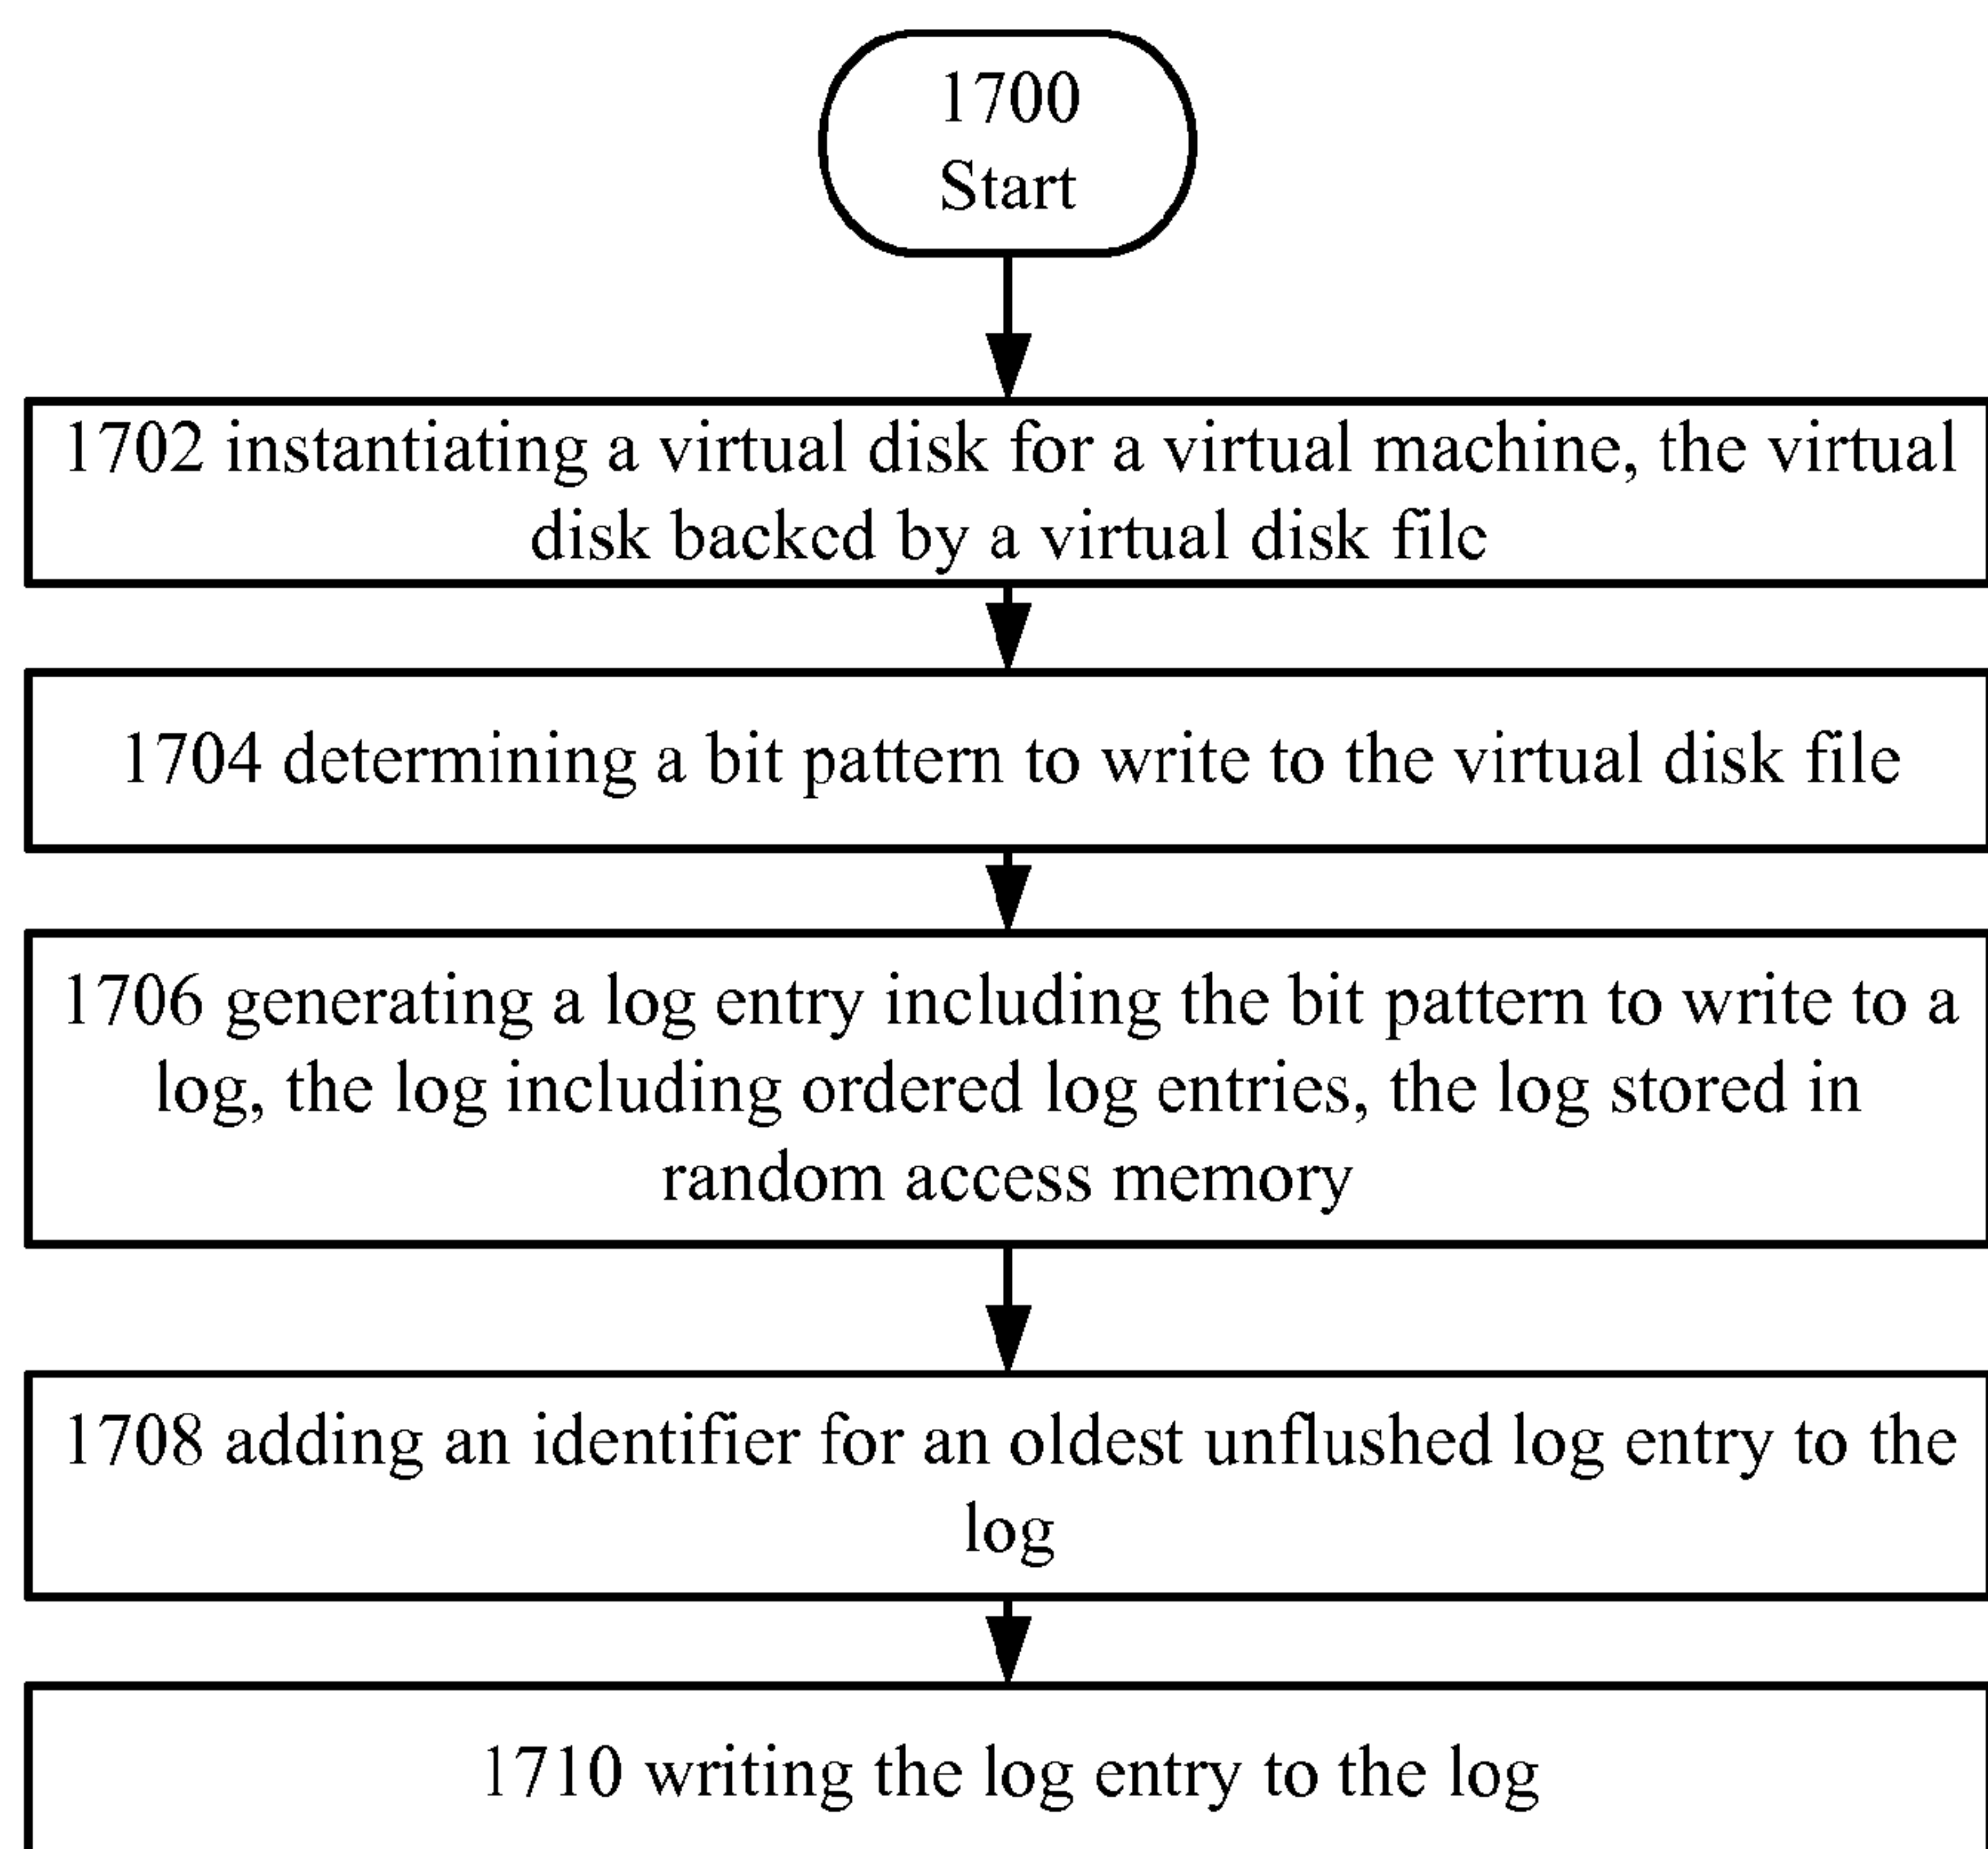 1700
Start
1702 instantiating a virtual disk for a virtual machine, the virtual
disk backed by a virtual disk file
1704 determining a bit pattern to write to the virtual disk file
1706 generating a log entry including the bit pattern to write to a
log, the log including ordered log entries, the log stored in
random access memory
1708 adding an identifier for an oldest unflushed log entry to the
log
1710 writing the log entry to the log